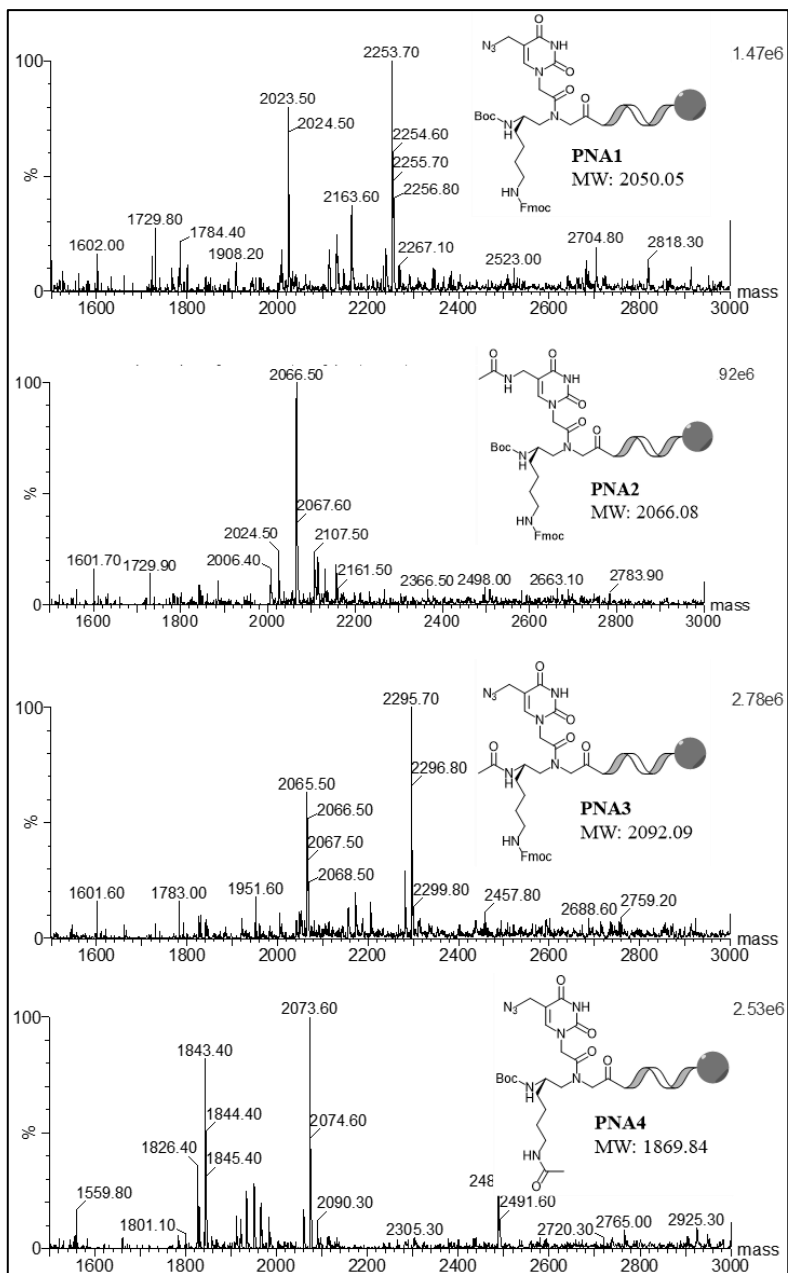 1.47e6
100
2253.70
2023.50
2024.50
2254.60
2255.70
2256.80
2163.60
2267.10
1729.80
1784.40
1602.00
1908.20
2523.00
2704.80
2818.30
%
0
N3
O
NH
N
O
O
O
BocHN
N
PNA1
MW: 2050.05
HN
Fmoc
1600 1800 2000 2200 2400 2600 2800 3000 mass
92e6
100
2066.50
2067.60
2024.50
2107.50
2006.40
2161.50
1601.70
1729.90
2366.50
2498.00
2663.10
2783.90
%
0
O
N
H
O
NH
N
O
O
O
BocHN
N
PNA2
MW: 2066.08
HN
Fmoc
1600 1800 2000 2200 2400 2600 2800 3000 mass
2.78e6
100
2295.70
2296.80
2065.50
2066.50
2067.50
2068.50
2299.80
1601.60
1783.00
1951.60
2457.80
2688.60
2759.20
%
0
N3
O
NH
N
O
O
O
O
HN
N
PNA3
MW: 2092.09
HN
Fmoc
1600 1800 2000 2200 2400 2600 2800 3000 mass
2.53e6
100
2073.60
2074.60
1843.40
1844.40
1845.40
1826.40
2090.30
1559.80
1801.10
2305.30
248
2491.60
2720.30
2765.00
2925.30
%
0
N3
O
NH
N
O
O
O
BocHN
N
PNA4
MW: 1869.84
HN
O
1600 1800 2000 2200 2400 2600 2800 3000 mass